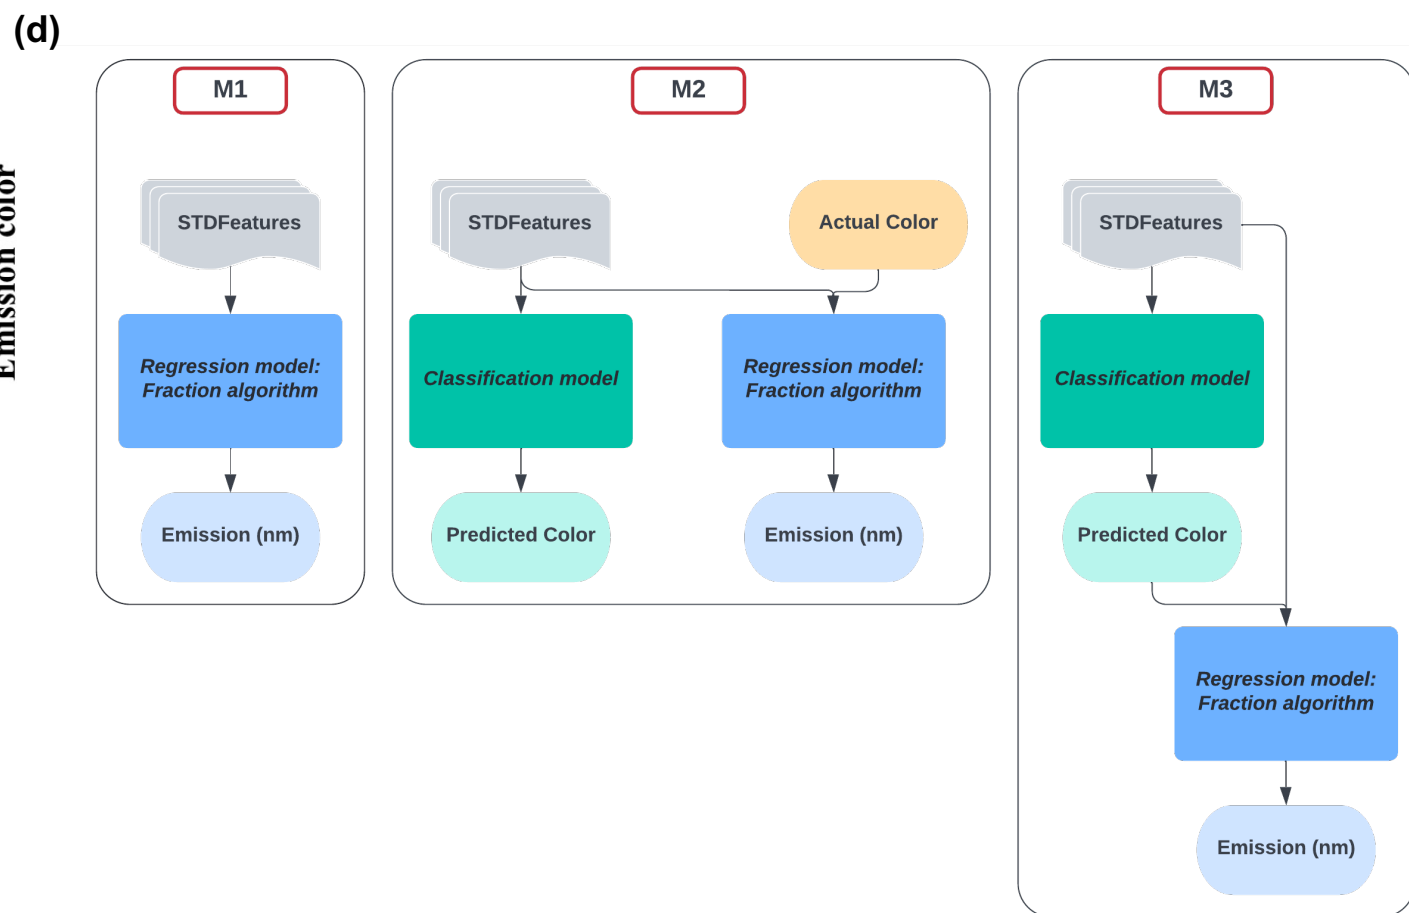 (d)
Emission color
M1
STDFeatures
Regression model:
Fraction algorithm
Emission (nm)
M2
STDFeatures
Actual Color
Classification model
Regression model:
Fraction algorithm
Predicted Color
Emission (nm)
M3
STDFeatures
Classification model
Predicted Color
Regression model:
Fraction algorithm
Emission (nm)